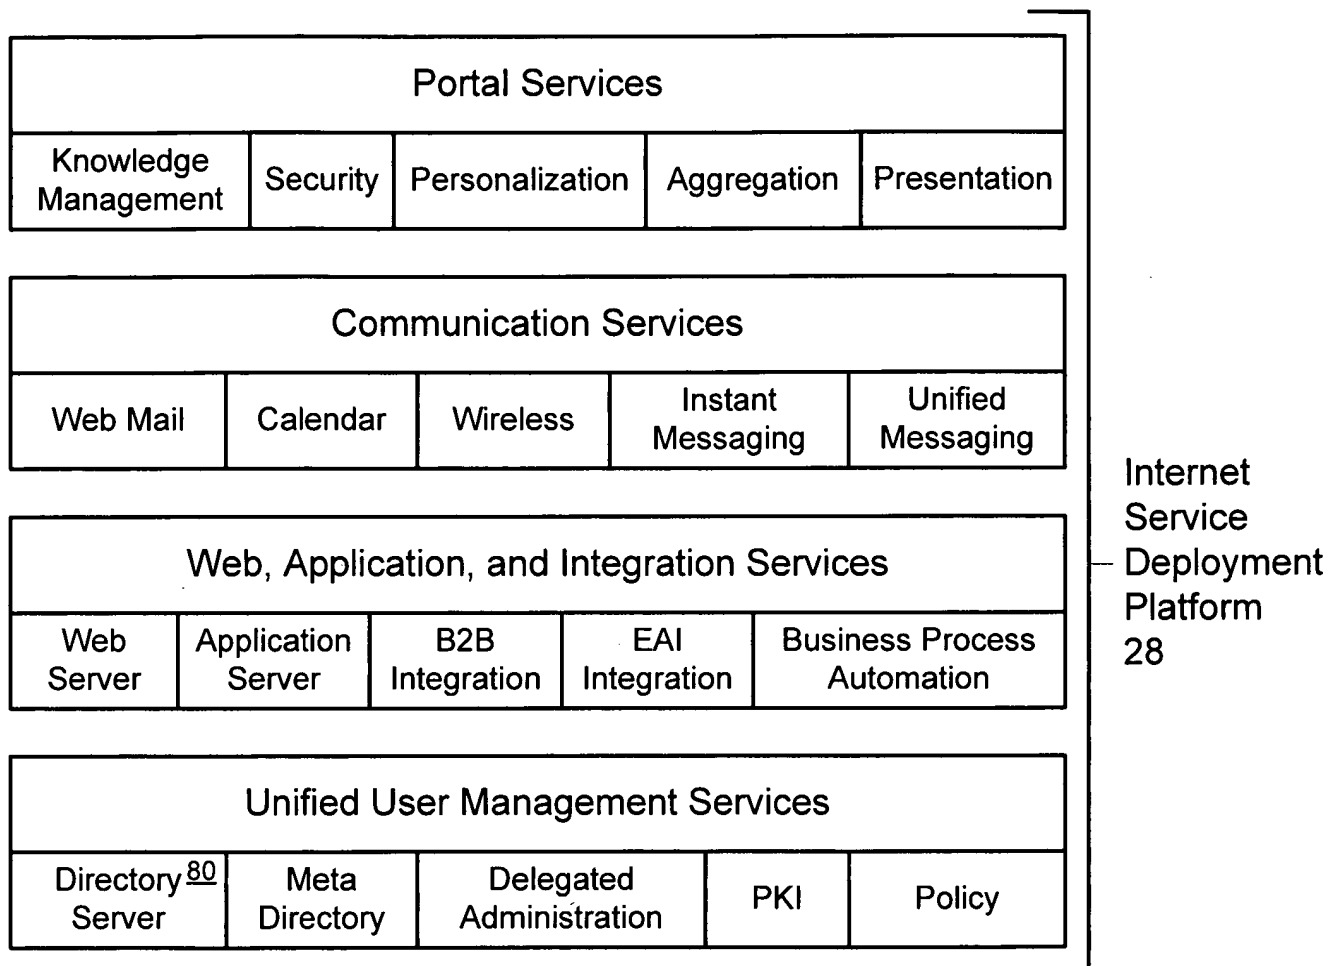 Portal Services
Knowledge
Management
Security
Personalization
Aggregation
Presentation
Communication Services
Web Mail
Calendar
Wireless
Instant
Messaging
Unified
Messaging
Web, Application, and Integration Services
Web
Server
Application
Server
B2B
Integration
EAI
Integration
Business Process
Automation
Unified User Management Services
Directory 80
Server
Meta
Directory
Delegated
Administration
PKI
Policy
Internet
Service
Deployment
Platform
28